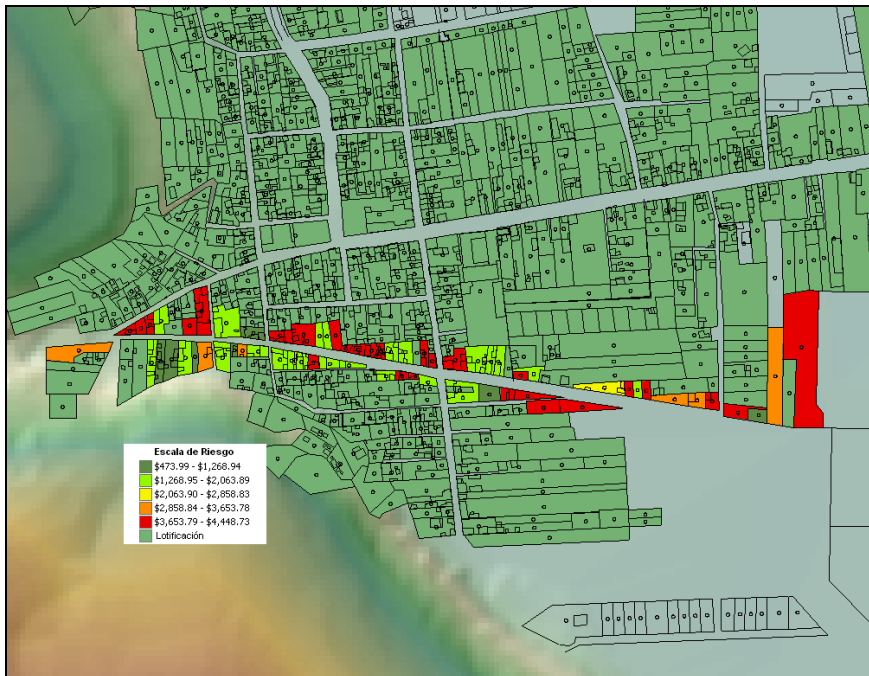 Escala de Riesgo
$473.99 - $1,268.94
$1,268.95 - $2,063.89
$2,063.90 - $2,858.83
$2,858.84 - $3,653.78
$3,653.79 - $4,448.73
Lotificación